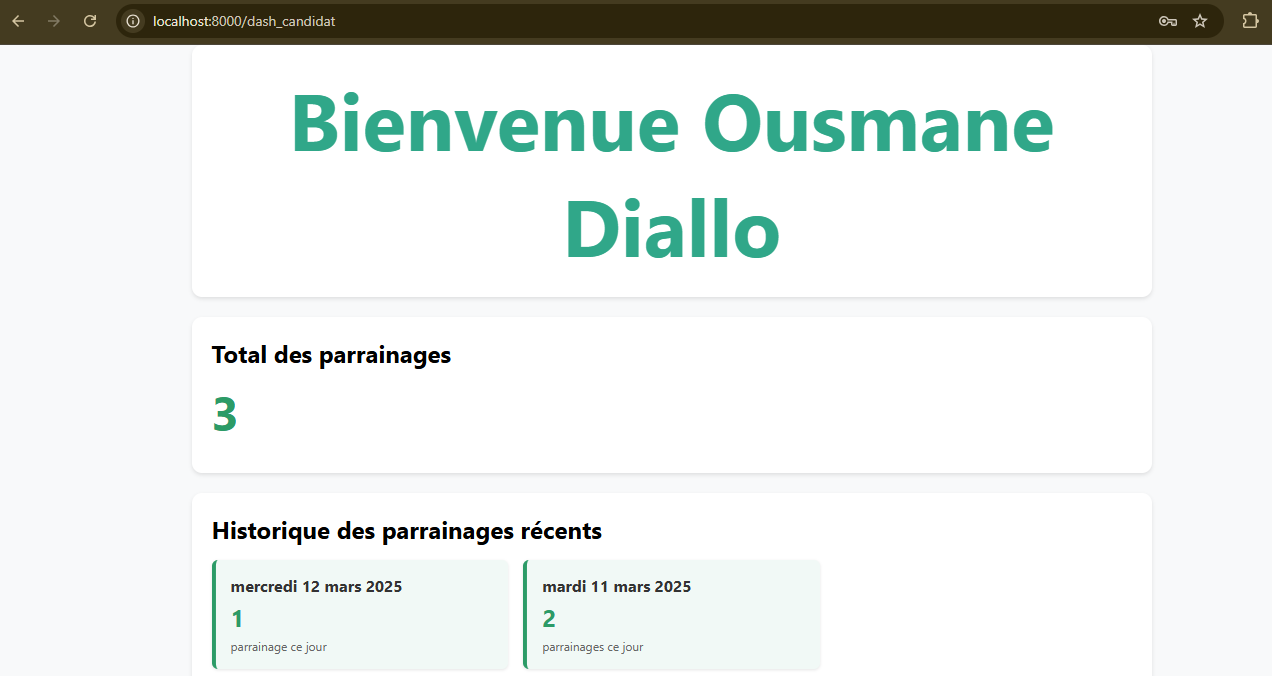 localhost:8000/dash_candidat
Bienvenue Ousmane
Diallo
Total des parrainages
3
Historique des parrainages récents
mercredi 12 mars 2025
1
parrainage ce jour
mardi 11 mars 2025
2
parrainages ce jour